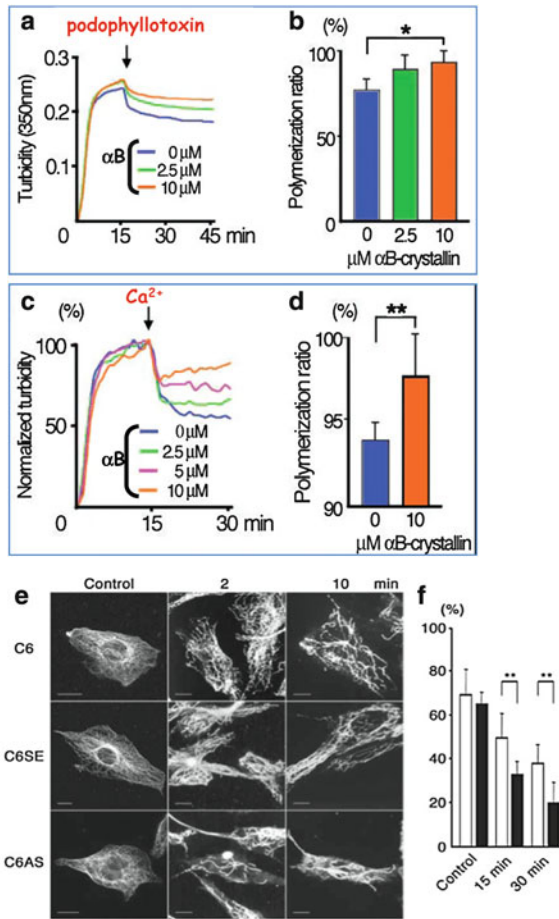 a
podophyllotoxin
Turbidity (350nm)
0.3
0.2
0.1
0
15
30
45 min
αB
0 μM
2.5 μM
10 μM
b
(%)
*
Polymerization ratio
100
50
0
2.5
10
μM αB-crystallin
c
(%)
Ca²⁺
Normalized turbidity
100
50
0
15
30 min
αB
0 μM
2.5 μM
5 μM
10 μM
d
**
Polymerization ratio
100
95
90
0
10
μM αB-crystallin
e
Control
2
10 min
C6
C6SE
C6AS
f
(%)
80
60
40
20
0
**
**
Control
15 min
30 min